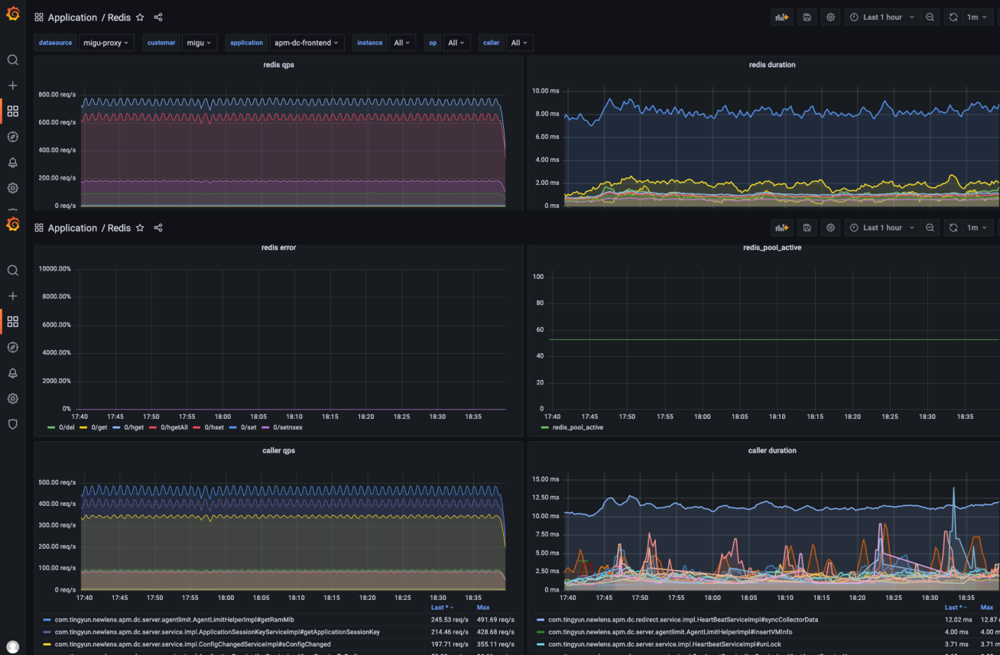 Application / Redis
Last 1 hour
1m
datasource migu-proxy customer migu application apm-dc-frontend instance All op All caller All
redis qps
800.00 req/s
600.00 req/s
400.00 req/s
200.00 req/s
0 req/s
redis duration
10.00 ms
8.00 ms
6.00 ms
4.00 ms
2.00 ms
0 ms
Application / Redis
Last 1 hour
1m
redis error
10000.00%
8000.00%
6000.00%
4000.00%
2000.00%
0%
17:40 17:45 17:50 17:55 18:00 18:05 18:10 18:15 18:20 18:25 18:30 18:35
0/del 0/get 0/hget 0/hgetAll 0/hset 0/set 0/setnxex
redis_pool_active
100
80
60
40
20
0
17:40 17:45 17:50 17:55 18:00 18:05 18:10 18:15 18:20 18:25 18:30 18:35
redis_pool_active
caller qps
500.00 req/s
400.00 req/s
300.00 req/s
200.00 req/s
100.00 req/s
0 req/s
17:40 17:45 17:50 17:55 18:00 18:05 18:10 18:15 18:20 18:25 18:30 18:35
Last * Max
com.tingyun.newlens.apm.dc.server.agentlimit.AgentLimitHelperImpl#getRamMib 245.53 req/s 491.69 req/s
com.tingyun.newlens.apm.dc.server.service.impl.ApplicationSessionKeyServiceImpl#getApplicationSessionKey 214.46 req/s 428.68 req/s
com.tingyun.newlens.apm.dc.server.service.impl.ConfigChangedServiceImpl#sConfigChanged 197.71 req/s 355.11 req/s
caller duration
15.00 ms
12.50 ms
10.00 ms
7.50 ms
5.00 ms
2.50 ms
0 ms
17:40 17:45 17:50 17:55 18:00 18:05 18:10 18:15 18:20 18:25 18:30 18:35
Last * Max
com.tingyun.newlens.apm.dc.redirect.service.impl.HeartBeatServiceImpl#syncCollectorData 12.02 ms 12.87
com.tingyun.newlens.apm.dc.server.agentlimit.AgentLimitHelperImpl#insertVMInfo 4.00 ms 4.00
com.tingyun.newlens.apm.dc.server.service.impl.HeartbeatServiceImpl#unLock 3.71 ms 3.71